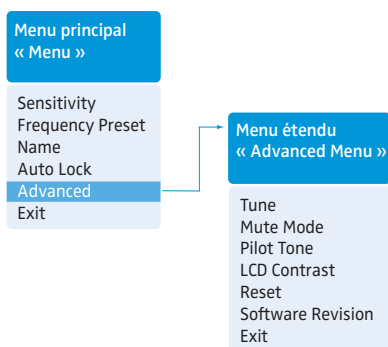 Menu principal
« Menu »
Sensitivity
Frequency Preset
Name
Auto Lock
Advanced
Exit
Menu étendu
« Advanced Menu »
Tune
Mute Mode
Pilot Tone
LCD Contrast
Reset
Software Revision
Exit